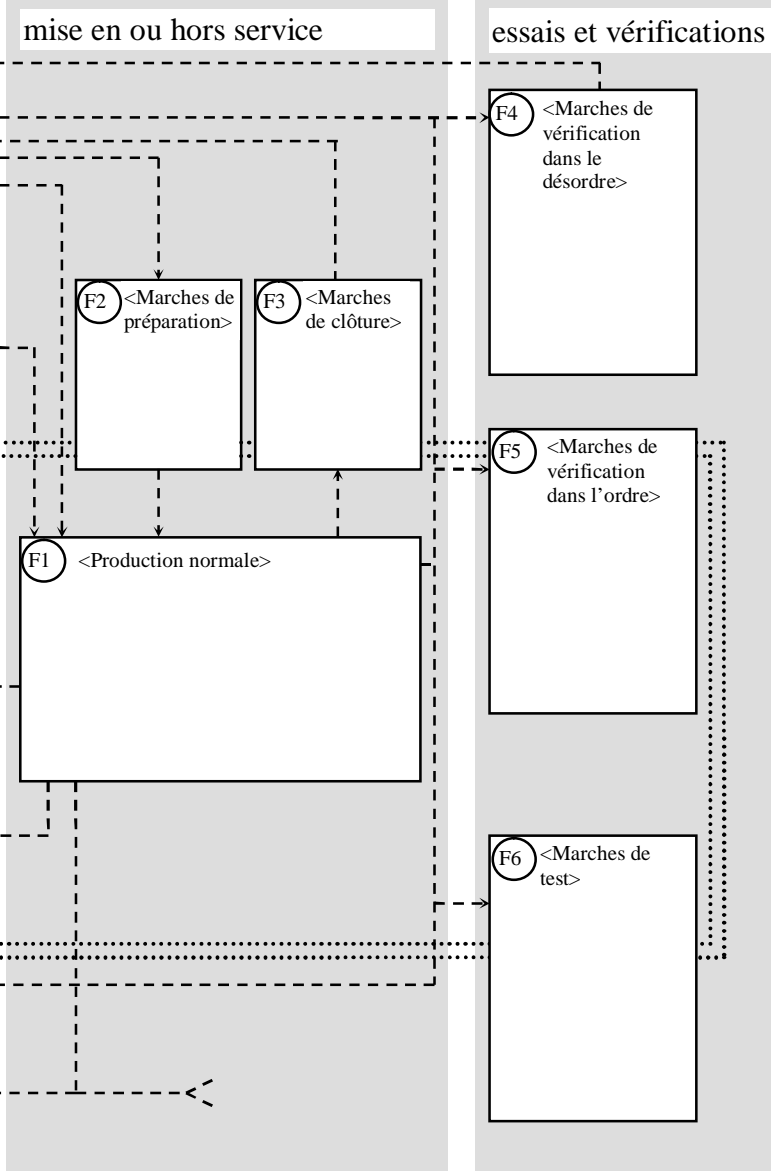 mise en ou hors service
essais et vérifications
F4
<Marches de
vérification
dans le
désordre>
F2
<Marches de
préparation>
F3
<Marches
de clôture>
F5
<Marches de
vérification
dans l’ordre>
F1
<Production normale>
F6
<Marches de
test>